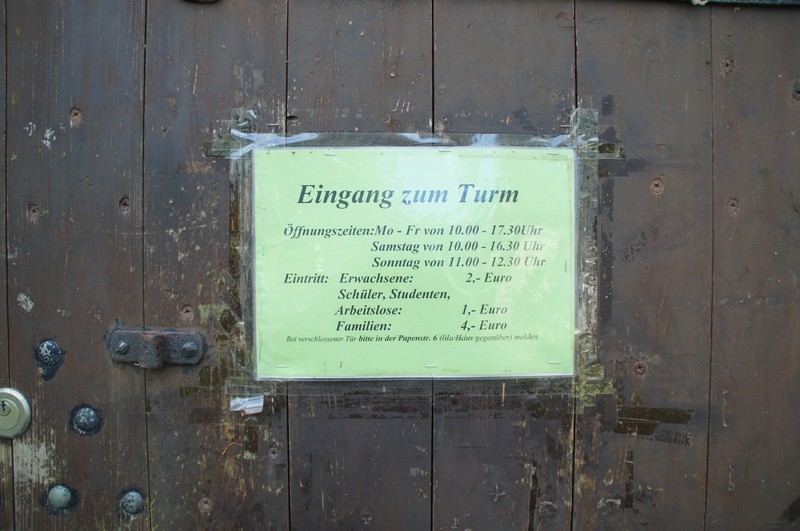 Eingang zum Turm
Öffnungszeiten:Mo - Fr von 10.00 - 17.30Uhr
Samstag von 10.00 - 16.30 Uhr
Sonntag von 11.00 - 12.30 Uhr
Eintritt: Erwachsene: 2,- Euro
Schüler, Studenten,
Arbeitslose: 1,- Euro
Familien: 4,- Euro
Bei verschlossener Tür bitte in der Papenstr. 6 (lila Haus gegenüber) melden.